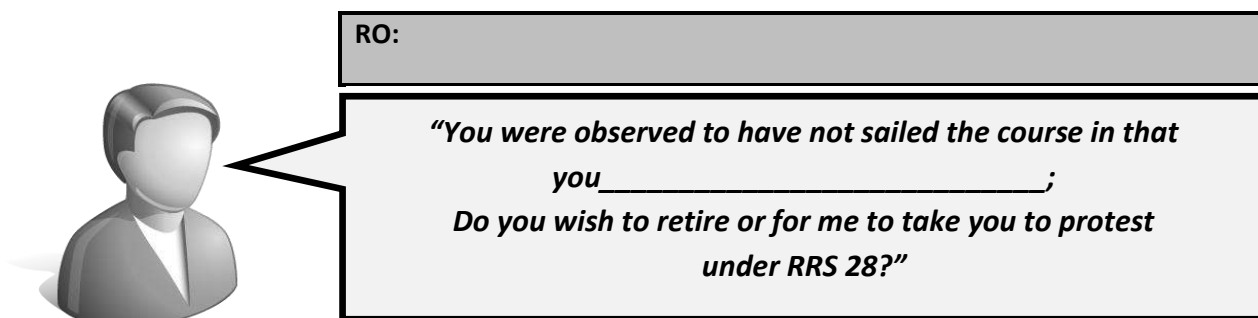 RO:
“You were observed to have not sailed the course in that
you_____________________________;
Do you wish to retire or for me to take you to protest
under RRS 28?”